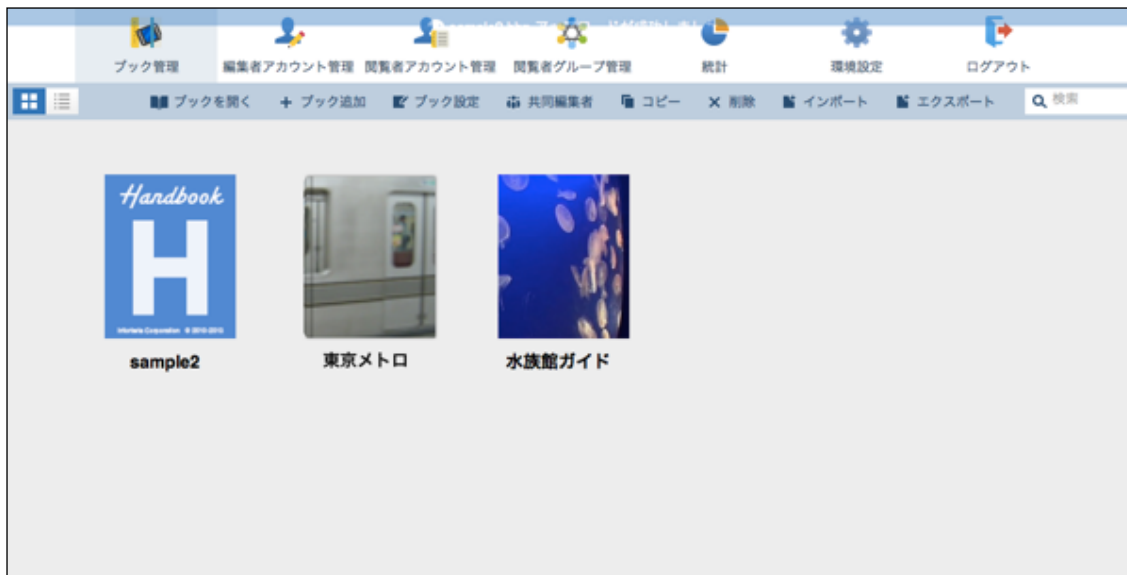 ブック管理
編集者アカウント管理
閲覧者アカウント管理
閲覧者グループ管理
統計
環境設定
ログアウト
ブックを開く
ブック追加
ブック設定
共同編集者
コピー
削除
インポート
エクスポート
検索
Handbook
H
Infoteria Corporation © 2010-2015
sample2
東京メトロ
水族館ガイド